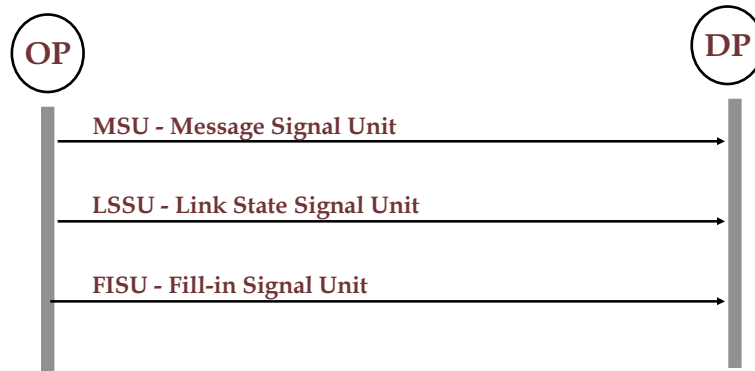 OP
DP
MSU - Message Signal Unit
LSSU - Link State Signal Unit
FISU - Fill-in Signal Unit